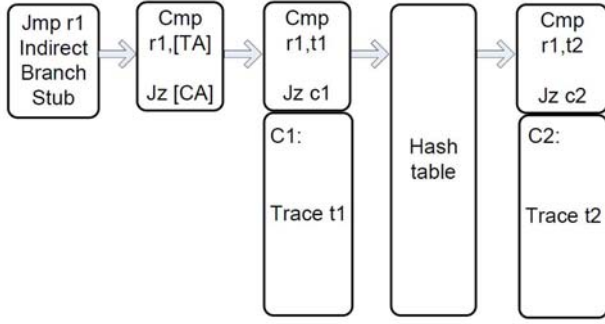 Jmp r1
Indirect
Branch
Stub
Cmp
r1,[TA]
Jz [CA]
Cmp
r1,t1
Jz c1
C1:
Trace t1
Hash
table
Cmp
r1,t2
Jz c2
C2:
Trace t2